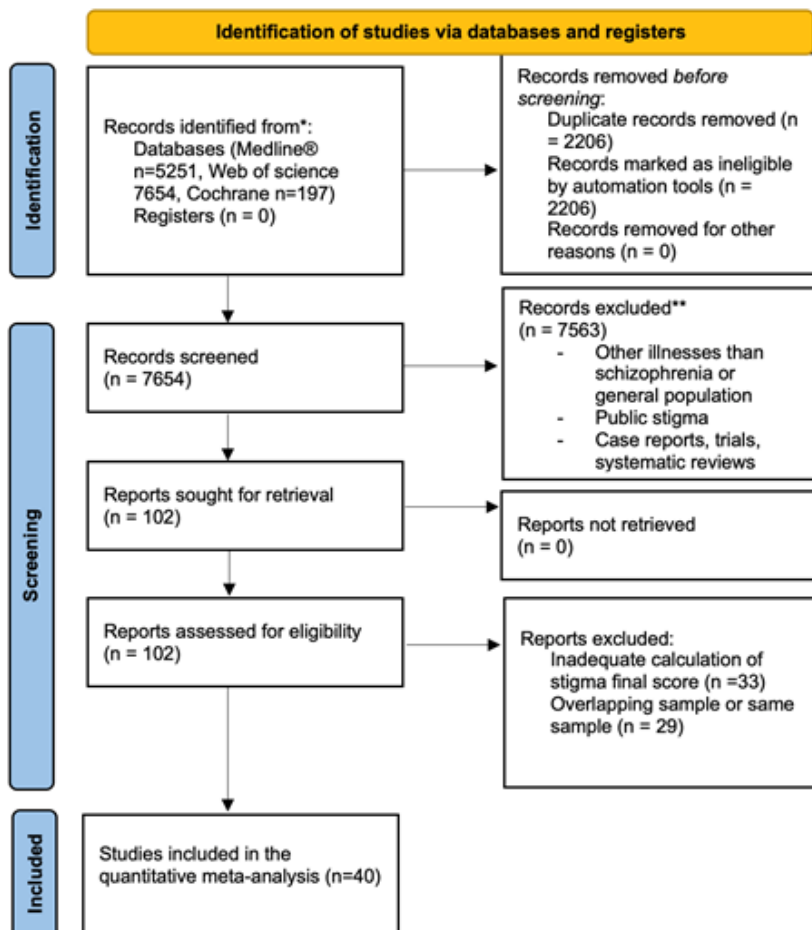 Identification of studies via databases and registers
Identification
Records identified from*:
Databases (Medline®
n=5251, Web of science
7654, Cochrane n=197)
Registers (n = 0)
Records removed before
screening:
Duplicate records removed (n
= 2206)
Records marked as ineligible
by automation tools (n =
2206)
Records removed for other
reasons (n = 0)
Screening
Records screened
(n = 7654)
Records excluded**
(n = 7563)
- Other illnesses than
schizophrenia or
general population
- Public stigma
- Case reports, trials,
systematic reviews
Reports sought for retrieval
(n = 102)
Reports not retrieved
(n = 0)
Reports assessed for eligibility
(n = 102)
Reports excluded:
Inadequate calculation of
stigma final score (n =33)
Overlapping sample or same
sample (n = 29)
Included
Studies included in the
quantitative meta-analysis (n=40)